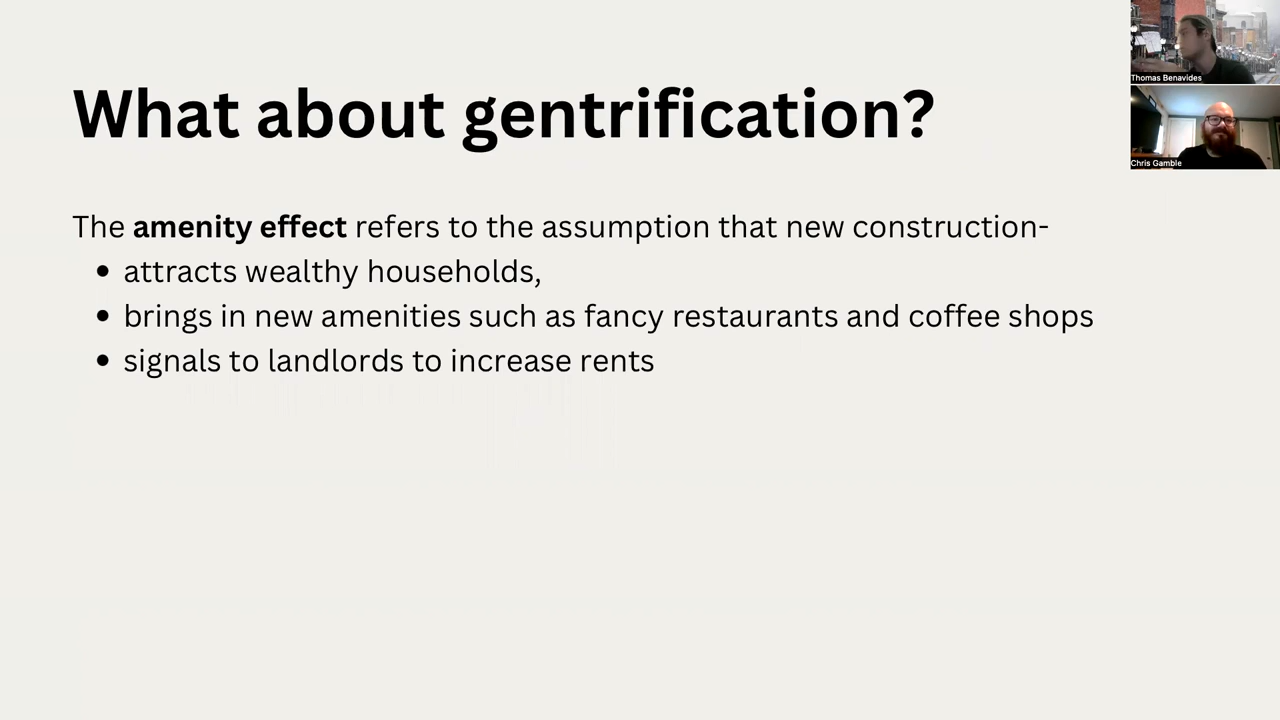 What about gentrification?
Thomas Benavides
Chris Gamble
The amenity effect refers to the assumption that new construction-
• attracts wealthy households,
• brings in new amenities such as fancy restaurants and coffee shops
• signals to landlords to increase rents